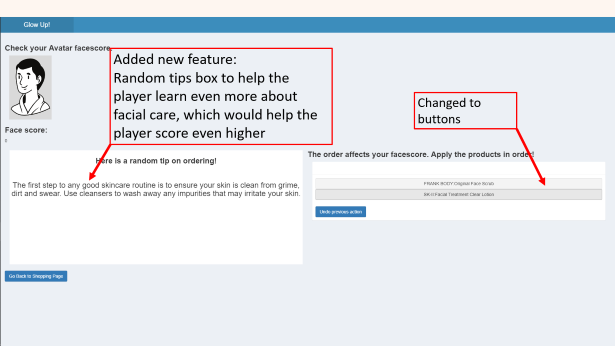 Glow Up!
Check your Avatar facescore
Added new feature:
Random tips box to help the
player learn even more about
facial care, which would help the
player score even higher
Changed to
buttons
Face score:
Here is a random tip on ordering!
The first step to any good skincare routine is to ensure your skin is clean from grime,
dirt and swear. Use cleansers to wash away any impurities that may irritate your skin.
The order affects your facescore. Apply the products in order!
FRANK BODY Original Face Scrub
SK-II Facial Treatment Clear Lotion
Undo previous action
Go Back to Shopping Page